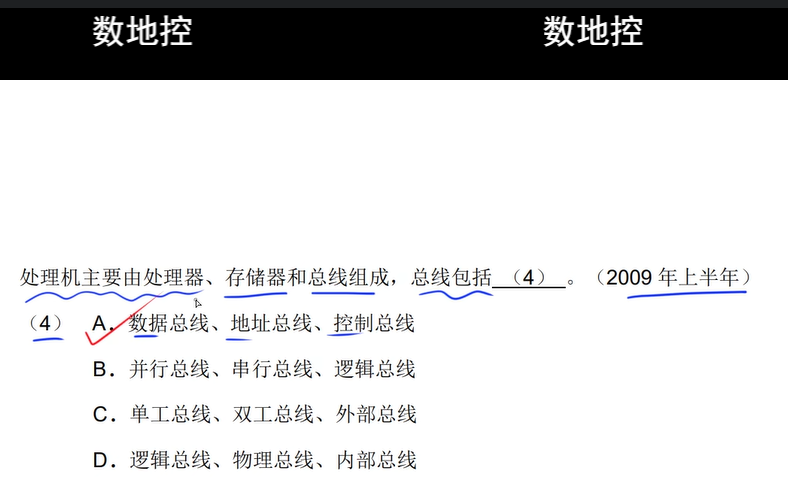 数地控 数地控
处理机主要由处理器、存储器和总线组成，总线包括 （4） 。（2009 年上半年）
（4） A．数据总线、地址总线、控制总线
B．并行总线、串行总线、逻辑总线
C．单工总线、双工总线、外部总线
D．逻辑总线、物理总线、内部总线